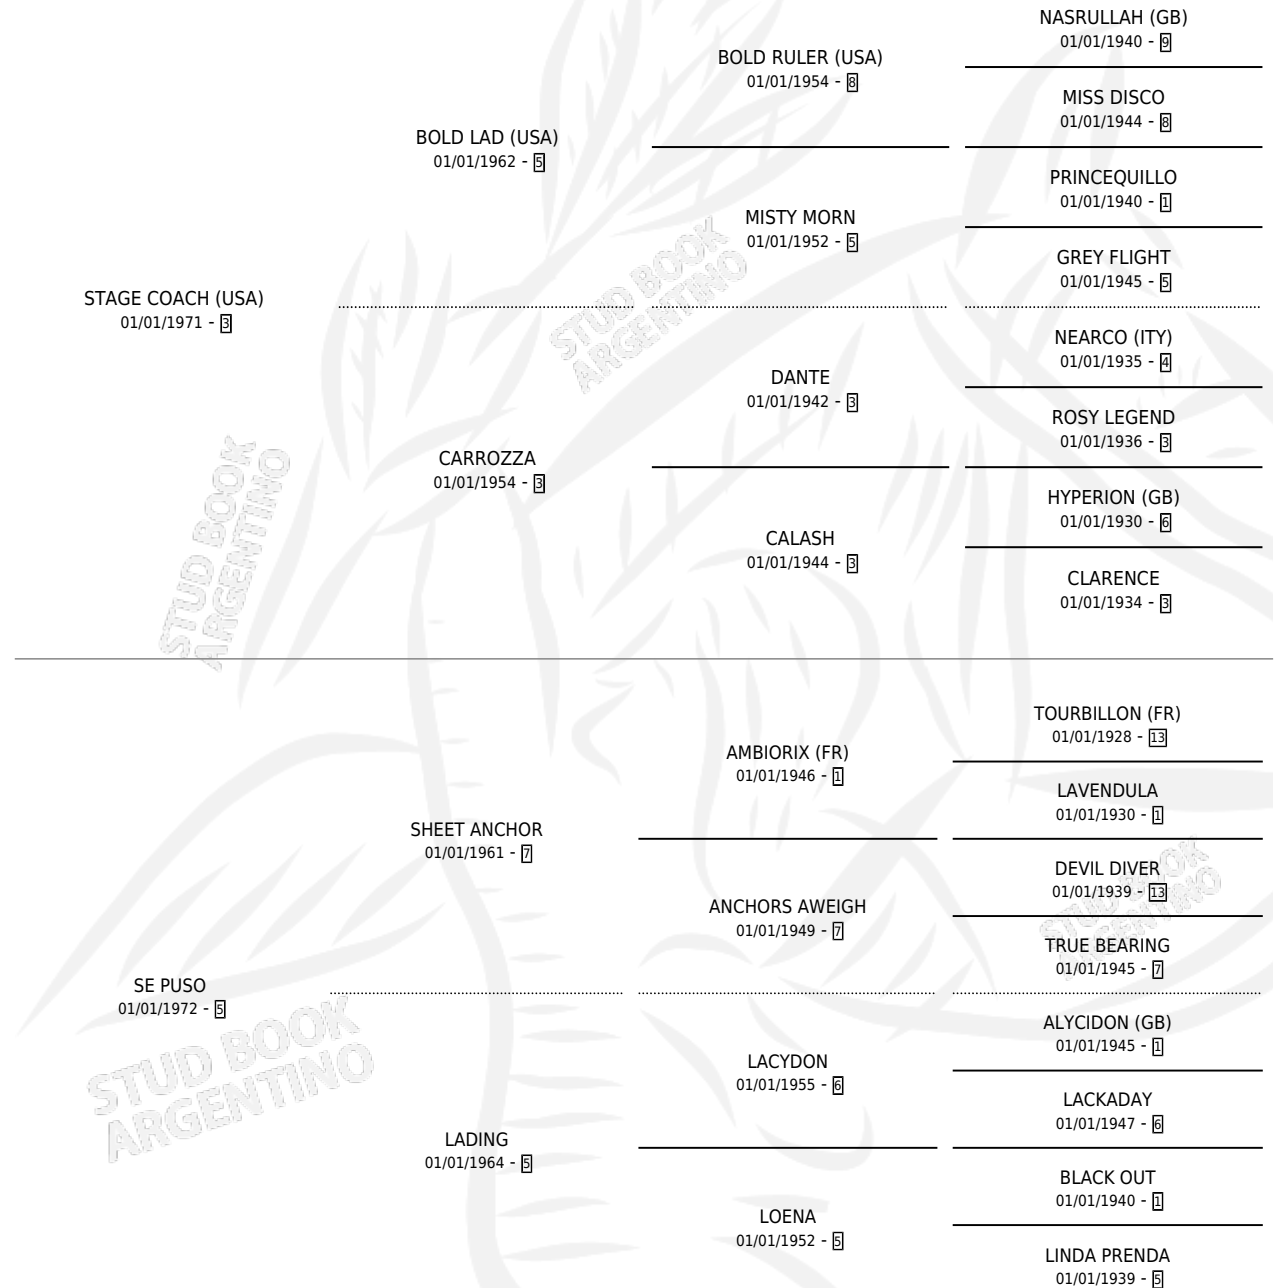 NASRULLAH (GB)
01/01/1940 - 9
BOLD RULER (USA)
01/01/1954 - 8
MISS DISCO
01/01/1944 - 8
BOLD LAD (USA)
01/01/1962 - 5
PRINCEQUILLO
01/01/1940 - 1
MISTY MORN
01/01/1952 - 5
GREY FLIGHT
01/01/1945 - 5
STAGE COACH (USA)
01/01/1971 - 3
NEARCO (ITY)
01/01/1935 - 4
DANTE
01/01/1942 - 3
ROSY LEGEND
01/01/1936 - 3
CARROZZA
01/01/1954 - 3
HYPERION (GB)
01/01/1930 - 6
CALASH
01/01/1944 - 3
CLARENCE
01/01/1934 - 3
STUD BOOK
ARGENTINO
STUD BOOK
ARGENTINO
TOURBILLON (FR)
01/01/1928 - 13
AMBIORIX (FR)
01/01/1946 - 1
LAVENDULA
01/01/1930 - 1
SHEET ANCHOR
01/01/1961 - 7
DEVIL DIVER
01/01/1939 - 13
ANCHORS AWEIGH
01/01/1949 - 7
TRUE BEARING
01/01/1945 - 7
STUD BOOK
ARGENTINO
SE PUSO
01/01/1972 - 5
ALYCIDON (GB)
01/01/1945 - 1
LACYDON
01/01/1955 - 6
LACKADAY
01/01/1947 - 6
LADING
01/01/1964 - 5
BLACK OUT
01/01/1940 - 1
LOENA
01/01/1952 - 5
LINDA PRENDA
01/01/1939 - 5
STUD BOOK
ARGENTINO